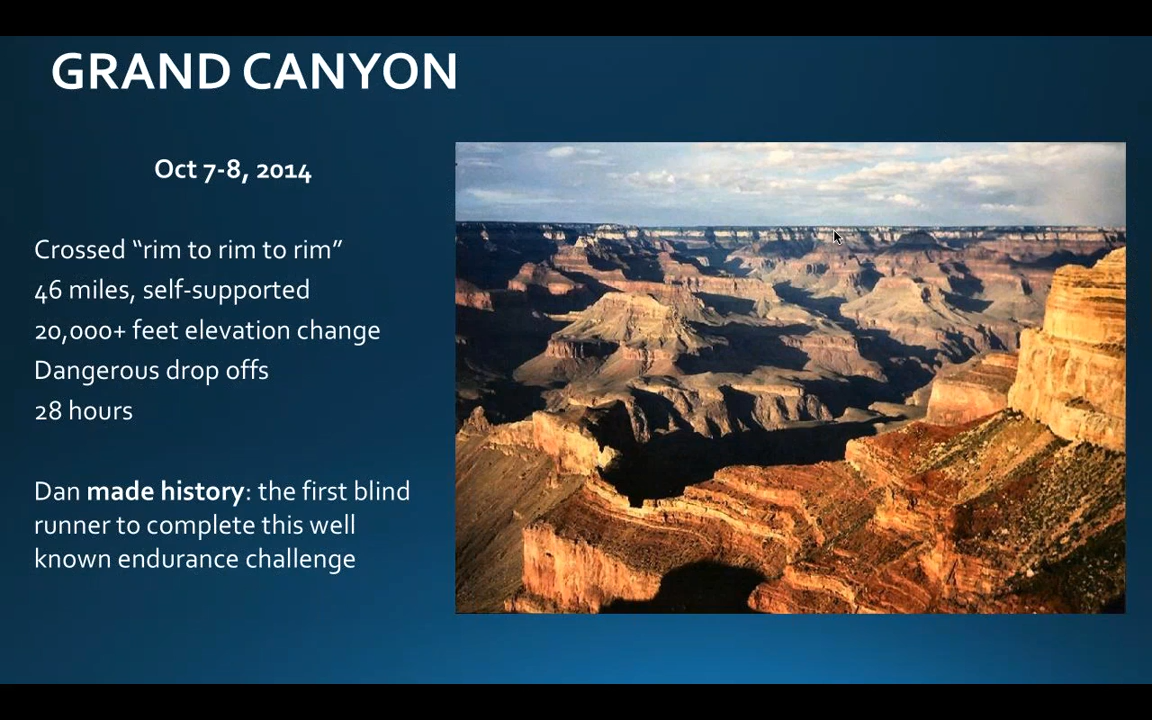 GRAND CANYON
Oct 7-8, 2014
Crossed “rim to rim to rim”
46 miles, self-supported
20,000+ feet elevation change
Dangerous drop offs
28 hours
Dan made history: the first blind
runner to complete this well
known endurance challenge